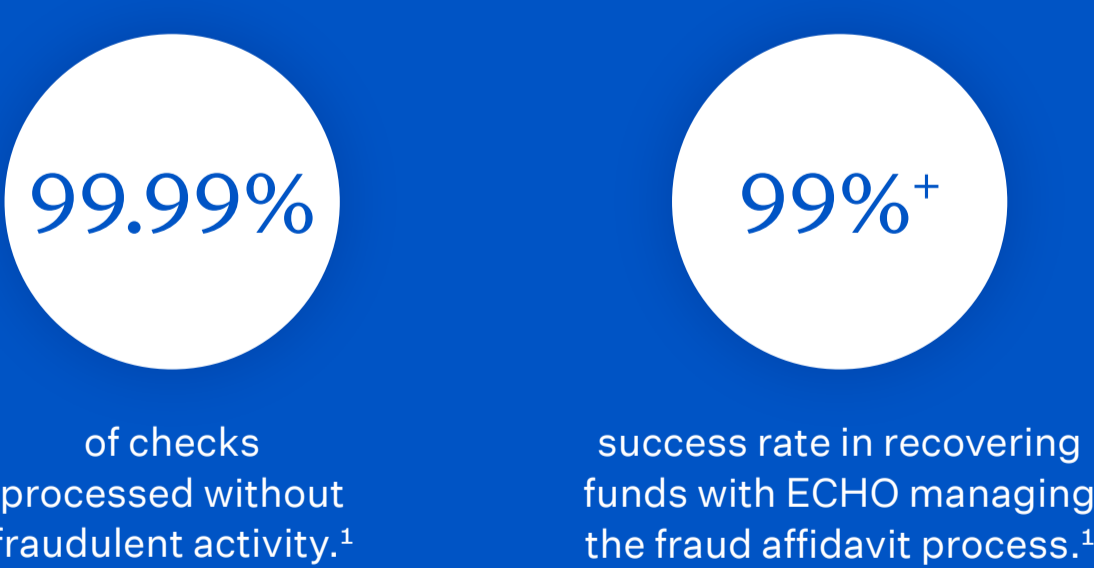 99.99%
of checks
processed without
fraudulent activity.¹
99%⁺
success rate in recovering
funds with ECHO managing
the fraud affidavit process.¹